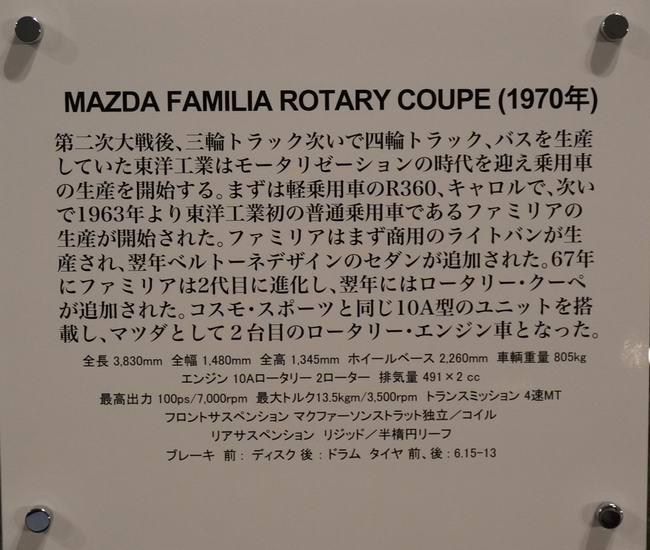 MAZDA FAMILIA ROTARY COUPE (1970年)
第二次大戦後、三輪トラック次いで四輪トラック、バスを生産
していた東洋工業はモータリゼーションの時代を迎え乗用車
の生産を開始する。まずは軽乗用車のR360、キャロルで、次い
で1963年より東洋工業初の普通乗用車であるファミリアの
生産が開始された。ファミリアはまず商用のライトバンが生
産され、翌年ベルトーネデザインのセダンが追加された。67年
にファミリアは2代目に進化し、翌年にはロータリー・クーペ
が追加された。コスモ・スポーツと同じ10A型のユニットを搭
載し、マツダとして２台目のロータリー・エンジン車となった。
全長 3,830mm 全幅 1,480mm 全高 1,345mm ホイールベース 2,260mm 車輌重量 805kg
エンジン 10Aロータリー 2ローター 排気量 491×2 cc
最高出力 100ps/7,000rpm 最大トルク13.5kgm/3,500rpm トランスミッション 4速MT
フロントサスペンション マクファーソンストラット独立／コイル
リアサスペンション リジッド／半楕円リーフ
ブレーキ 前： ディスク 後：ドラム タイヤ 前、後：6.15-13